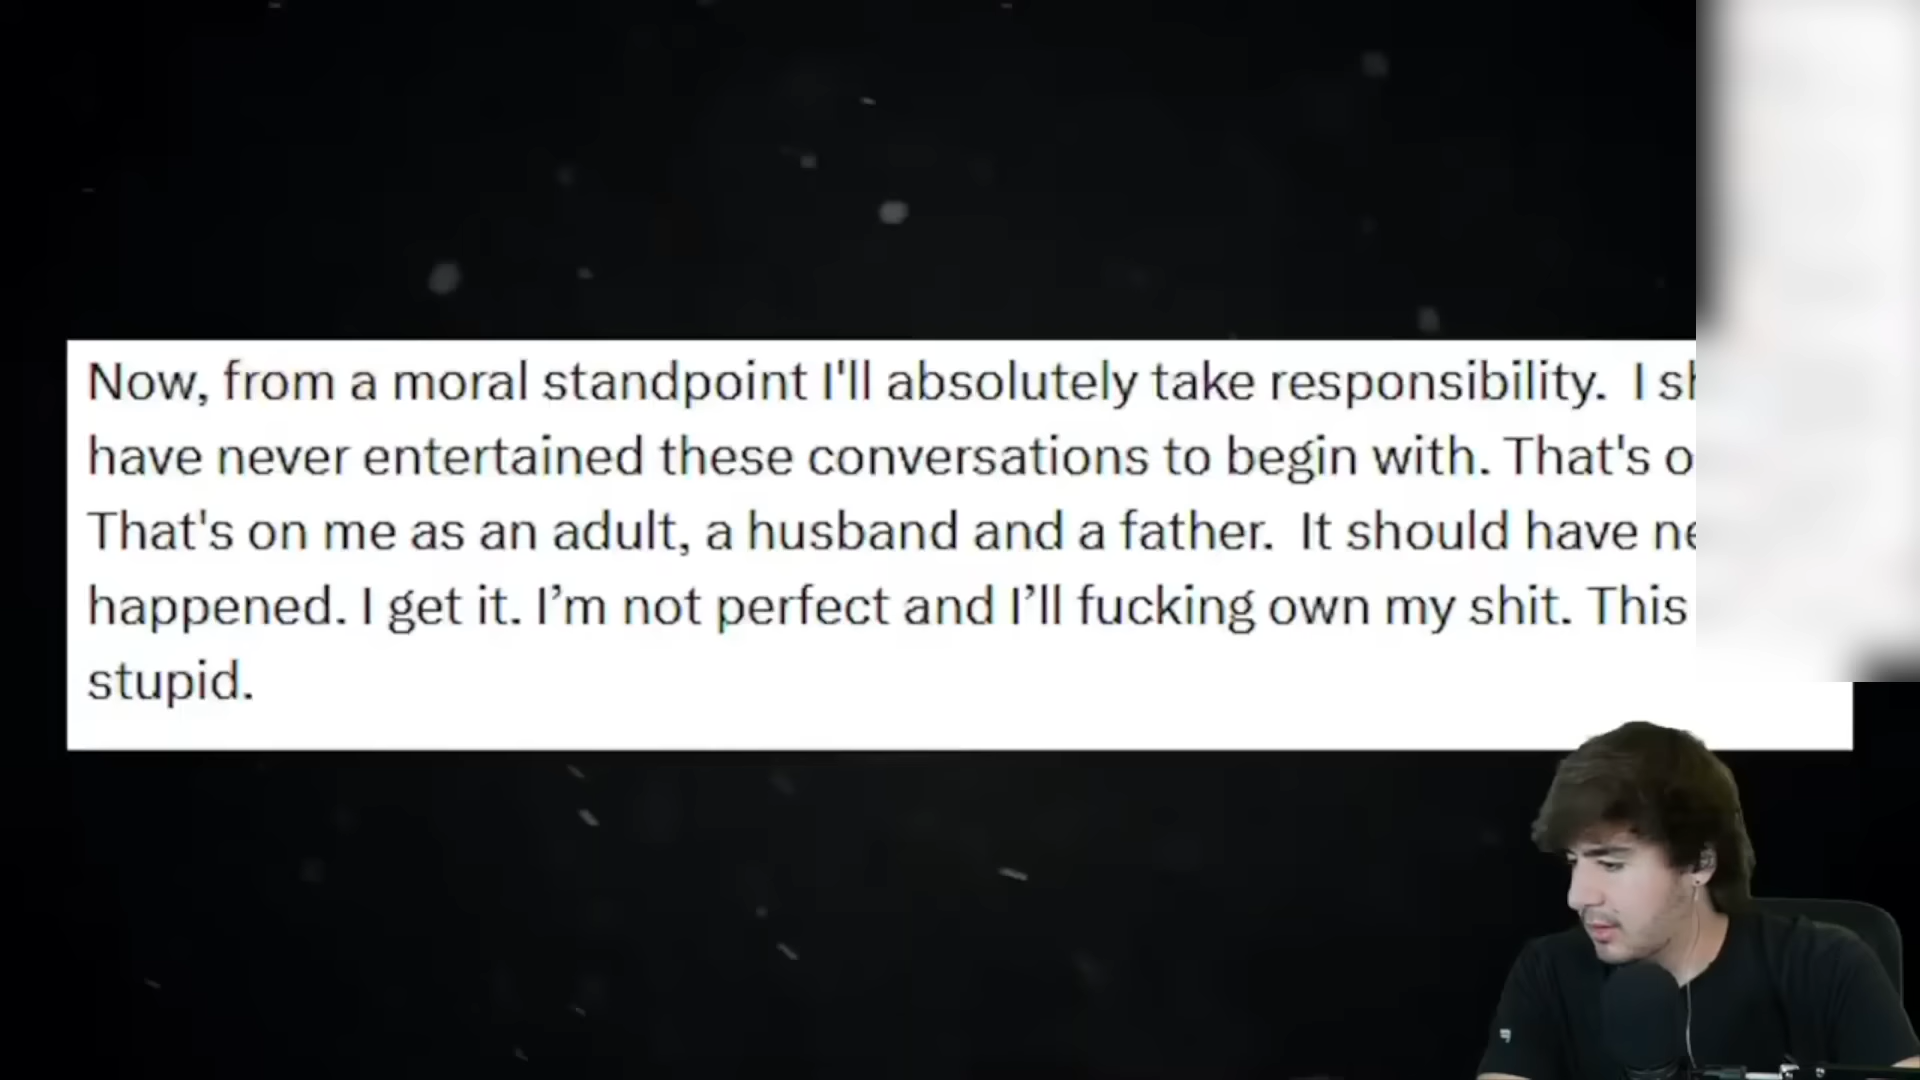 Now, from a moral standpoint I'll absolutely take responsibility. I
have never entertained these conversations to begin with. That's
That's on me as an adult, a husband and a father. It should have
happened. I get it. I’m not perfect and I’ll fucking own my shit. This
stupid.